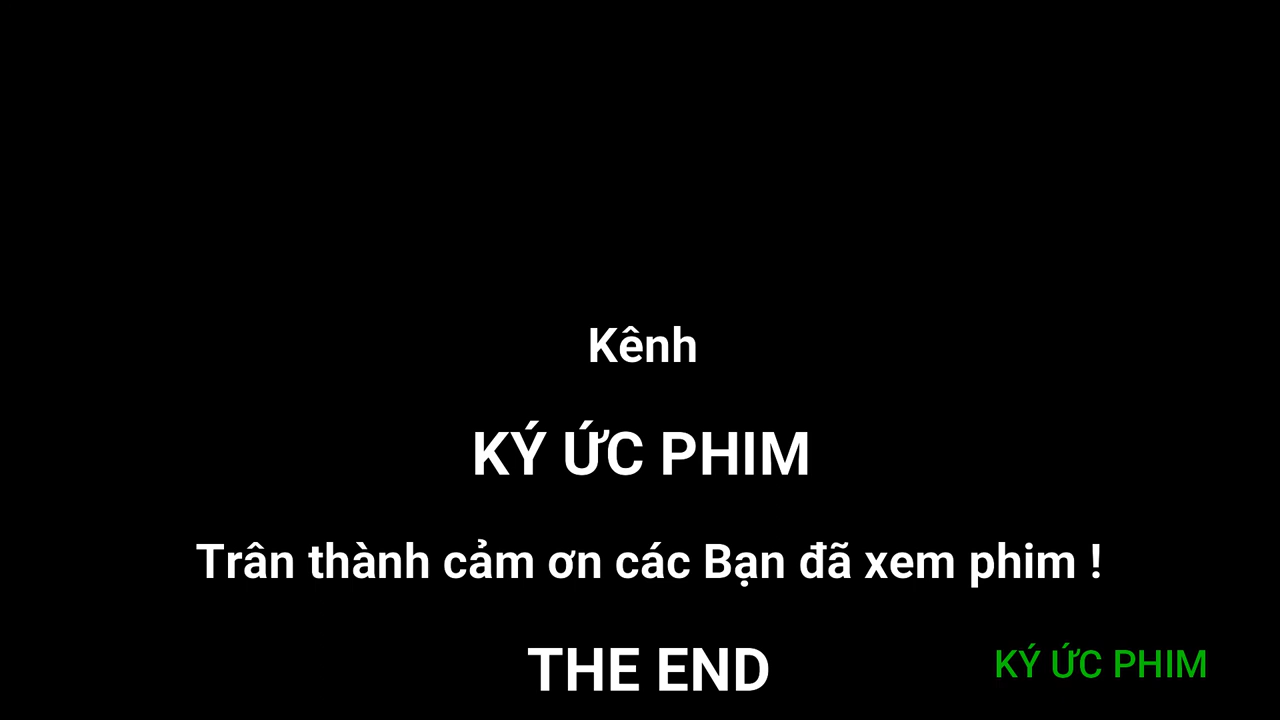 Kênh
KÝ ỨC PHIM
Trân thành cảm ơn các Bạn đã xem phim !
THE END
KÝ ỨC PHIM